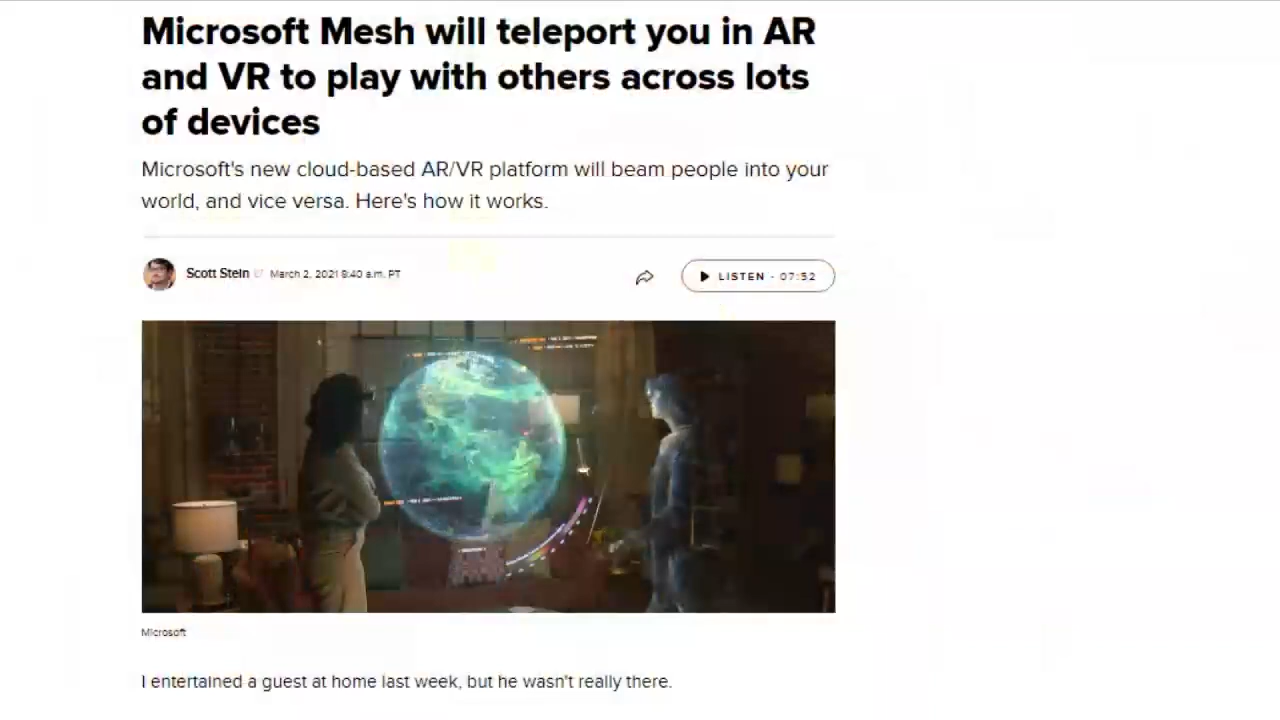 Microsoft Mesh will teleport you in AR
and VR to play with others across lots
of devices
Microsoft's new cloud-based AR/VR platform will beam people into your
world, and vice versa. Here's how it works.
Scott Stein March 2, 2021 9:40 a.m. PT
LISTEN - 07:52
Microsoft
I entertained a guest at home last week, but he wasn't really there.